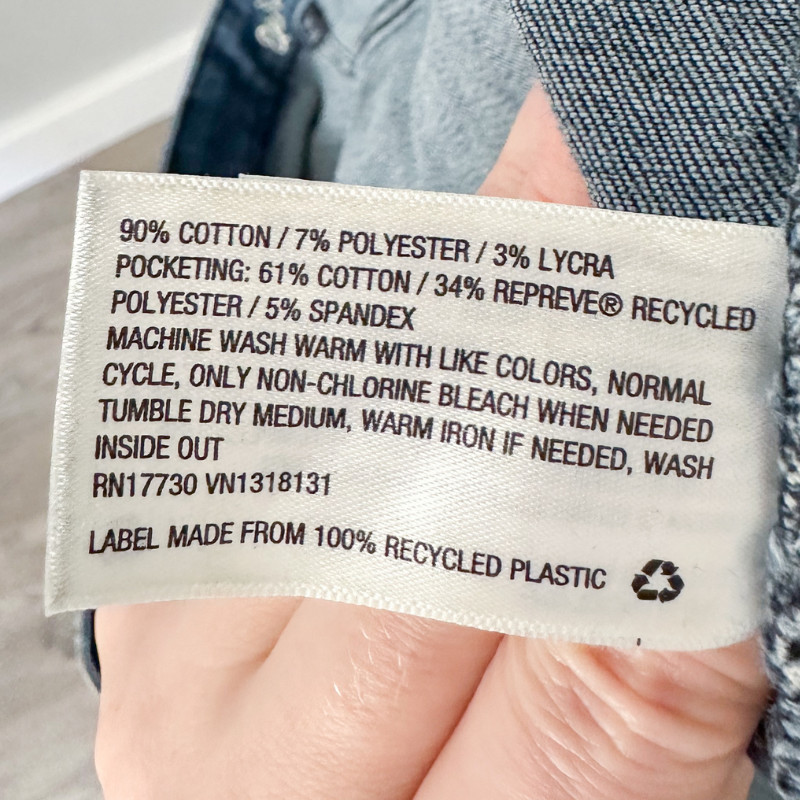 90% COTTON / 7% POLYESTER / 3% LYCRA
POCKETING: 61% COTTON / 34% REPREVE® RECYCLED
POLYESTER / 5% SPANDEX
MACHINE WASH WARM WITH LIKE COLORS, NORMAL
CYCLE, ONLY NON-CHLORINE BLEACH WHEN NEEDED
TUMBLE DRY MEDIUM, WARM IRON IF NEEDED, WASH
INSIDE OUT
RN17730 VN1318131
LABEL MADE FROM 100% RECYCLED PLASTIC